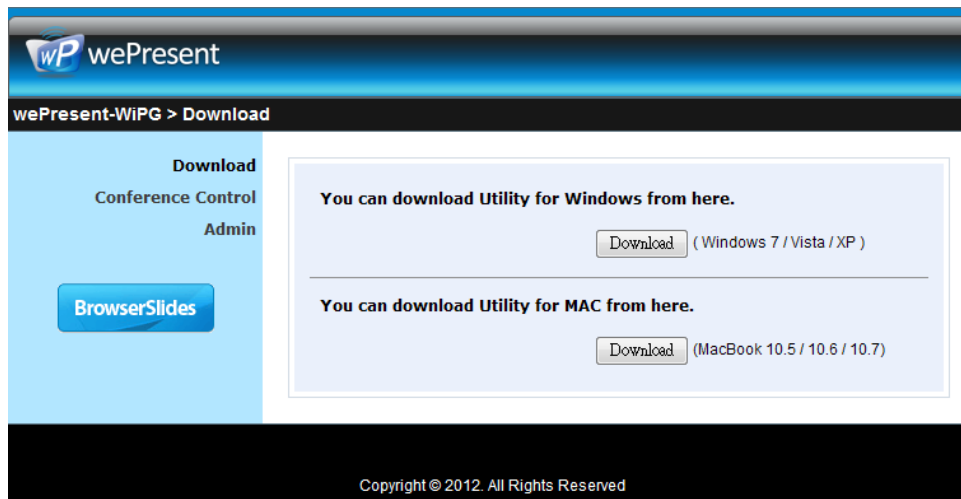 wP wePresent
wePresent-WiPG > Download
Download
Conference Control
Admin
BrowserSlides
You can download Utility for Windows from here.
Download ( Windows 7 / Vista / XP )
You can download Utility for MAC from here.
Download (MacBook 10.5 / 10.6 / 10.7)
Copyright © 2012. All Rights Reserved